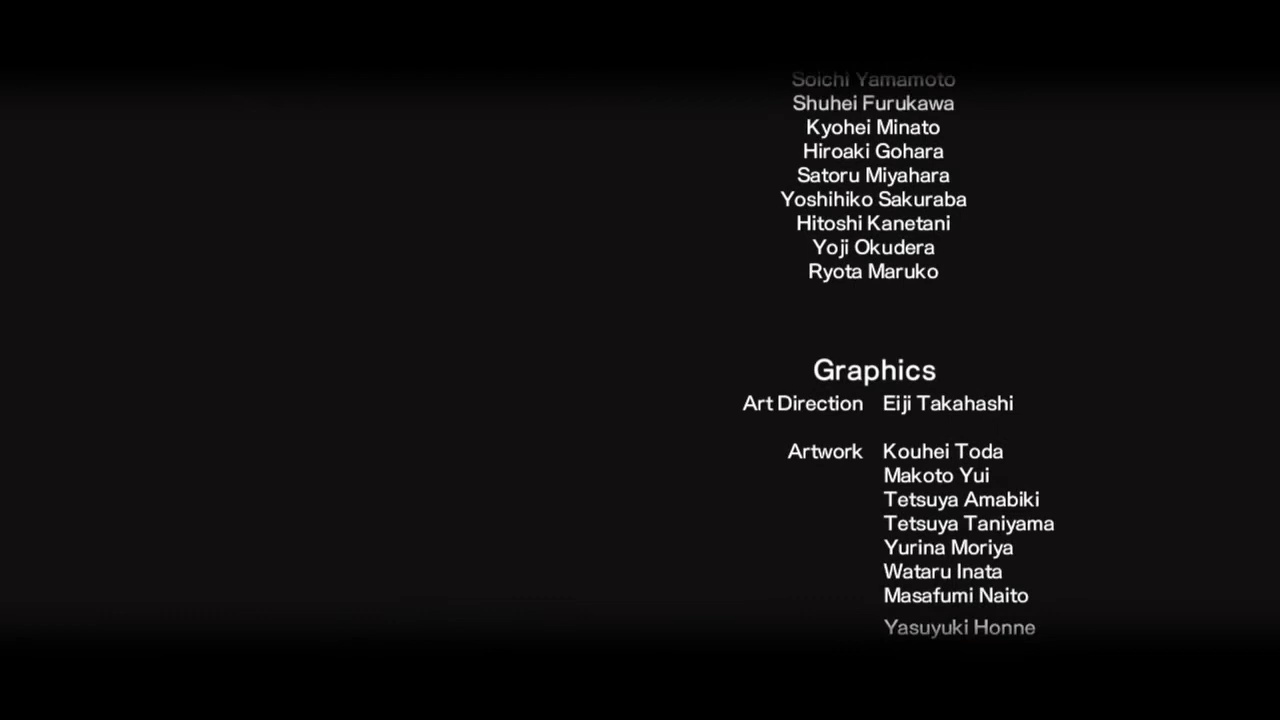 Soichi Yamamoto
Shuhei Furukawa
Kyohei Minato
Hiroaki Gohara
Satoru Miyahara
Yoshihiko Sakuraba
Hitoshi Kanetani
Yoji Okudera
Ryota Maruko
Graphics
Art Direction Eiji Takahashi
Artwork Kouhei Toda
Makoto Yui
Tetsuya Amabiki
Tetsuya Taniyama
Yurina Moriya
Wataru Inata
Masafumi Naito
Yasuyuki Honne